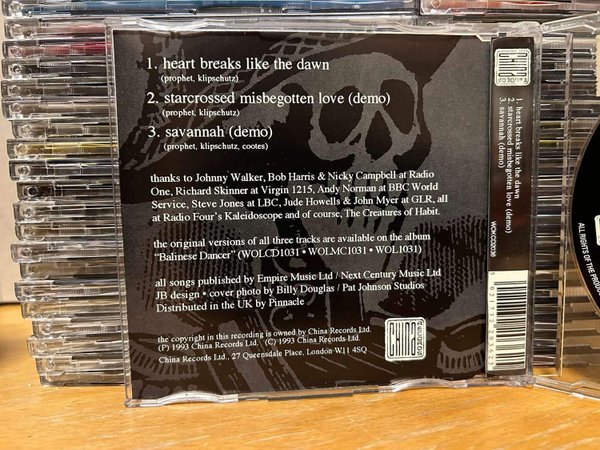 1. heart breaks like the dawn
(prophet, klipschutz)
2. starcrossed misbegotten love (demo)
(prophet, klipschutz)
3. savannah (demo)
(prophet, klipschutz, cootes)
thanks to Johnny Walker, Bob Harris & Nicky Campbell at Radio
One, Richard Skinner at Virgin 1215, Andy Norman at BBC World
Service, Steve Jones at LBC, Jude Howells & John Myer at GLR, all
at Radio Four's Kaleidoscope and of course, The Creatures of Habit.
the original versions of all three tracks are available on the album
"Balinese Dancer" (WOLCD1031 • WOLMC1031 • WOL1031)
all songs published by Empire Music Ltd / Next Century Music Ltd
JB design • cover photo by Billy Douglas / Pat Johnson Studios
Distributed in the UK by Pinnacle
the copyright in this recording is owned by China Records Ltd.
(P) 1993 China Records Ltd. (C) 1993 China Records Ltd.
China Records Ltd., 27 Queensdale Place, London W11 4SQ
CHINA
RECORDS
CHINA
RECORDS
1. heart breaks like the dawn
2. starcrossed misbegotten love (demo)
3. savannah (demo)
WOKCD2038
ALL RIGHTS OF THE PRODUC